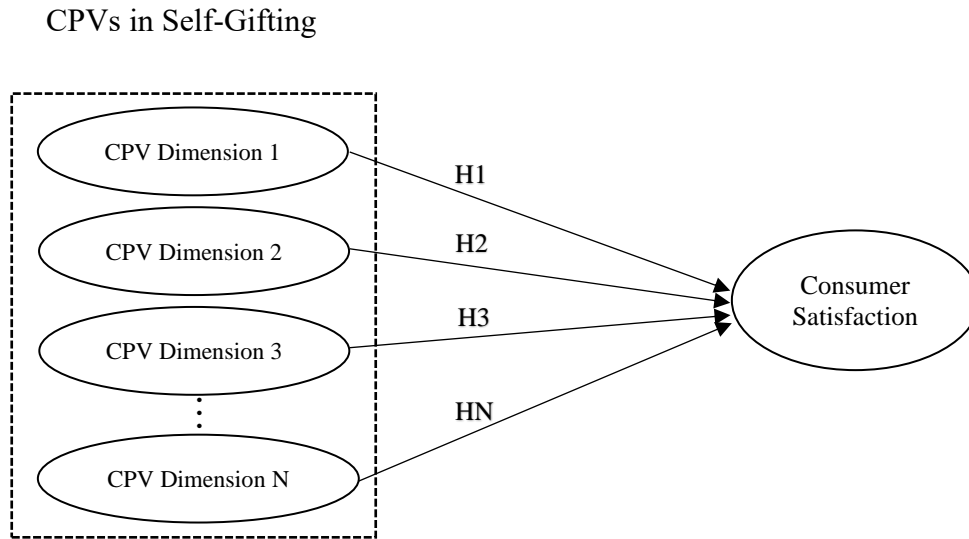 CPVs in Self-Gifting
CPV Dimension 1
CPV Dimension 2
CPV Dimension 3
CPV Dimension N
H1
H2
H3
HN
Consumer
Satisfaction